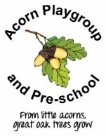 Acorn Playgroup
and Pre-school
From little acorns,
great oak trees grow